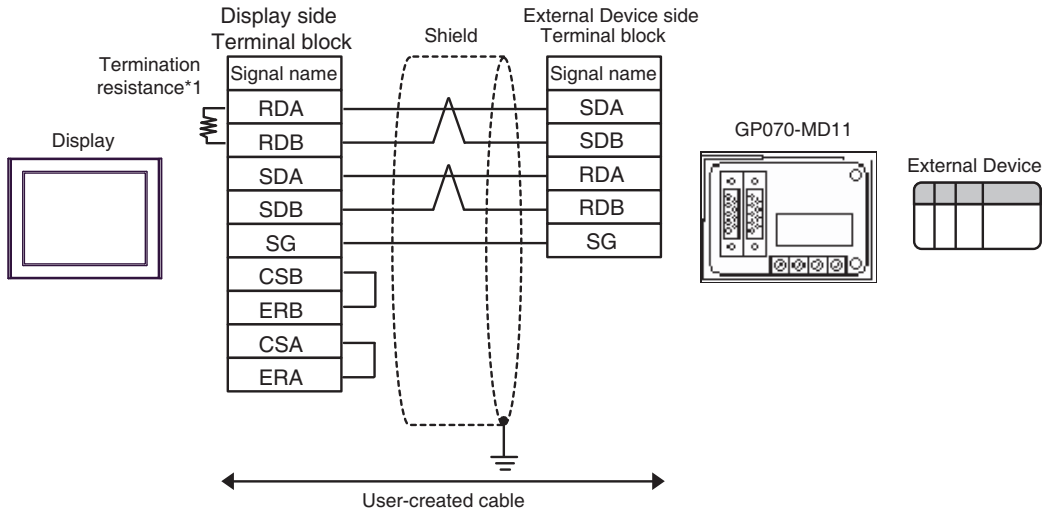 Display side
Terminal block
Shield
External Device side
Terminal block
Termination
resistance*1
Signal name
Signal name
RDA
SDA
RDB
SDB
SDA
RDA
SDB
RDB
SG
SG
CSB
ERB
CSA
ERA
Display
GP070-MD11
External Device
User-created cable